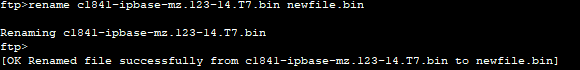 ftp>rename c1841-ipbase-mz.123-14.T7.bin newfile.bin
Renaming c1841-ipbase-mz.123-14.T7.bin
ftp>
[OK Renamed file successfully from c1841-ipbase-mz.123-14.T7.bin to newfile.bin]